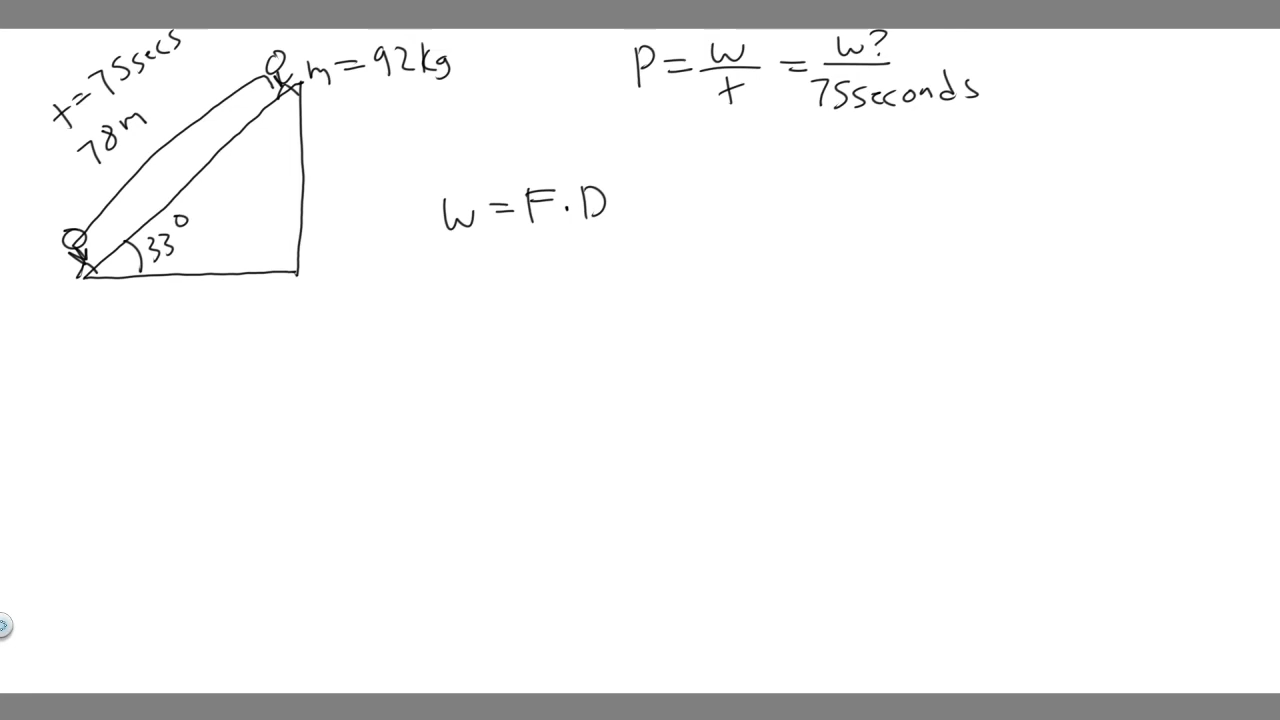 t=75secs
78m
m=92kg
33°
P=W/t=W?/75seconds
W=F·D